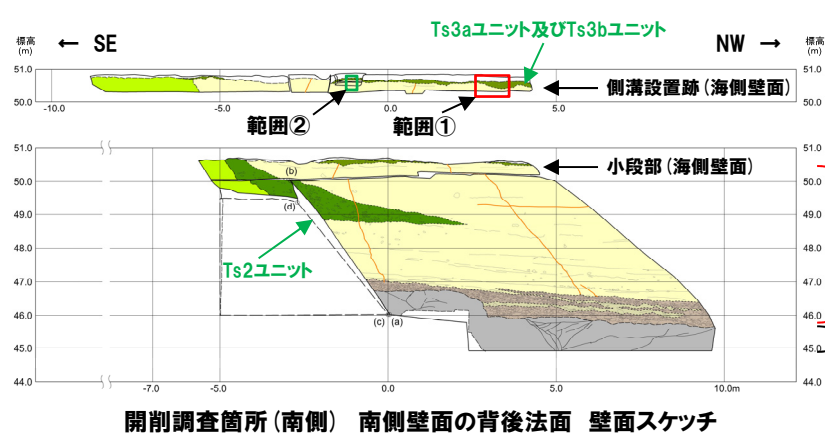 Ts3aユニット及びTs3bユニット
標高
(m)
← SE
NW →
標高
(m)
51.0
50.0
-10.0
-5.0
0.0
5.0
51.0
50.0
側溝設置跡(海側壁面)
範囲②
範囲①
51.0
50.0
49.0
48.0
47.0
46.0
45.0
44.0
小段部(海側壁面)
(b)
(d)
Ts2ユニット
(c)
(a)
51.0
50.0
49.0
48.0
47.0
46.0
45.0
44.0
-7.0
-5.0
0.0
5.0
10.0m
開削調査箇所(南側) 南側壁面の背後法面 壁面スケッチ